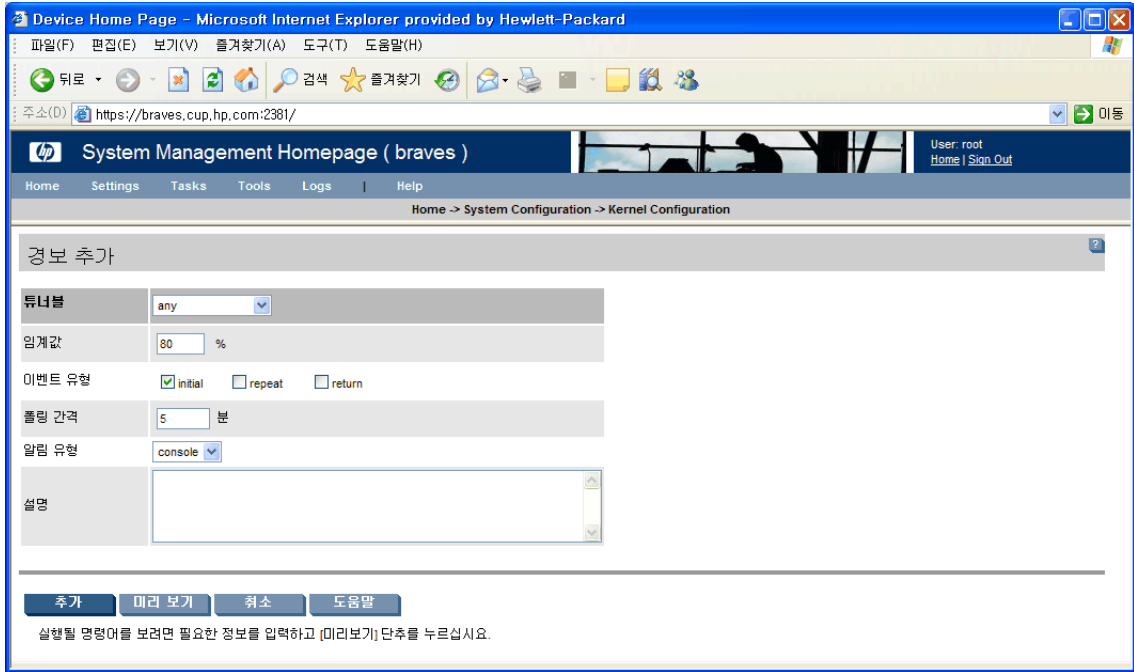 Device Home Page - Microsoft Internet Explorer provided by Hewlett-Packard
파일(F) 편집(E) 보기(V) 즐겨찾기(A) 도구(T) 도움말(H)
뒤로 검색 즐겨찾기
주소(D) https://braves.cup.hp.com:2381/ 이동
hp System Management Homepage ( braves ) User: root
Home | Sign Out
Home Settings Tasks Tools Logs | Help
Home -> System Configuration -> Kernel Configuration
경보 추가 ?
튜너블 any
임계값 80 %
이벤트 유형 initial repeat return
폴링 간격 5 분
알림 유형 console
설명
추가 미리 보기 취소 도움말
실행될 명령어를 보려면 필요한 정보를 입력하고 [미리보기] 단추를 누르십시요.